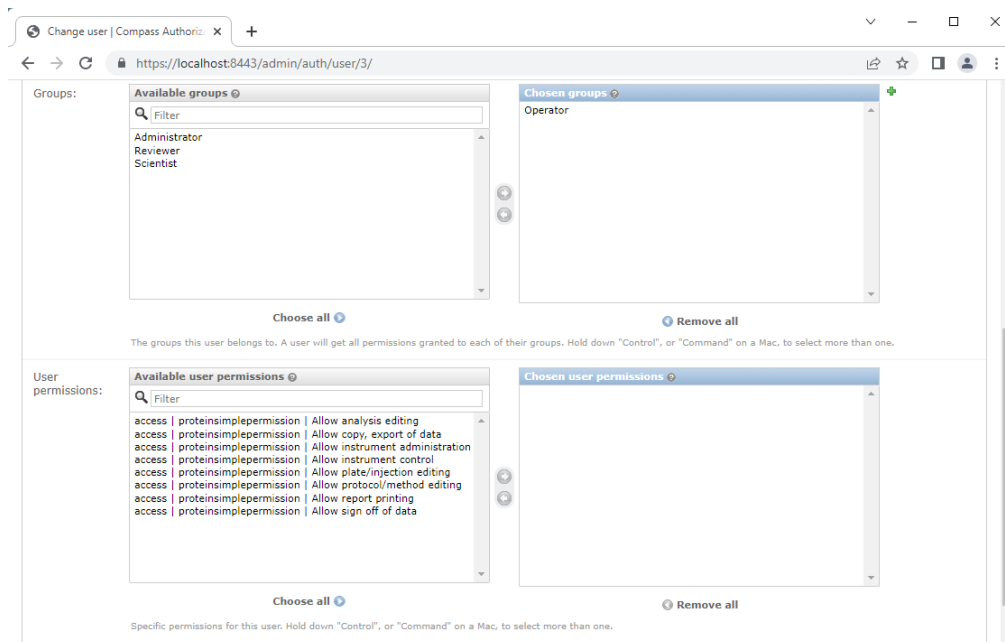 Change user | Compass Authoriz
https://localhost:8443/admin/auth/user/3/
Groups:
Available groups
Filter
Administrator
Reviewer
Scientist
Choose all
Chosen groups
Operator
Remove all
The groups this user belongs to. A user will get all permissions granted to each of their groups. Hold down "Control", or "Command" on a Mac, to select more than one.
User
permissions:
Available user permissions
Filter
access | proteinsimplepermission | Allow analysis editing
access | proteinsimplepermission | Allow copy, export of data
access | proteinsimplepermission | Allow instrument administration
access | proteinsimplepermission | Allow instrument control
access | proteinsimplepermission | Allow plate/injection editing
access | proteinsimplepermission | Allow protocol/method editing
access | proteinsimplepermission | Allow report printing
access | proteinsimplepermission | Allow sign off of data
Choose all
Chosen user permissions
Remove all
Specific permissions for this user. Hold down "Control", or "Command" on a Mac, to select more than one.